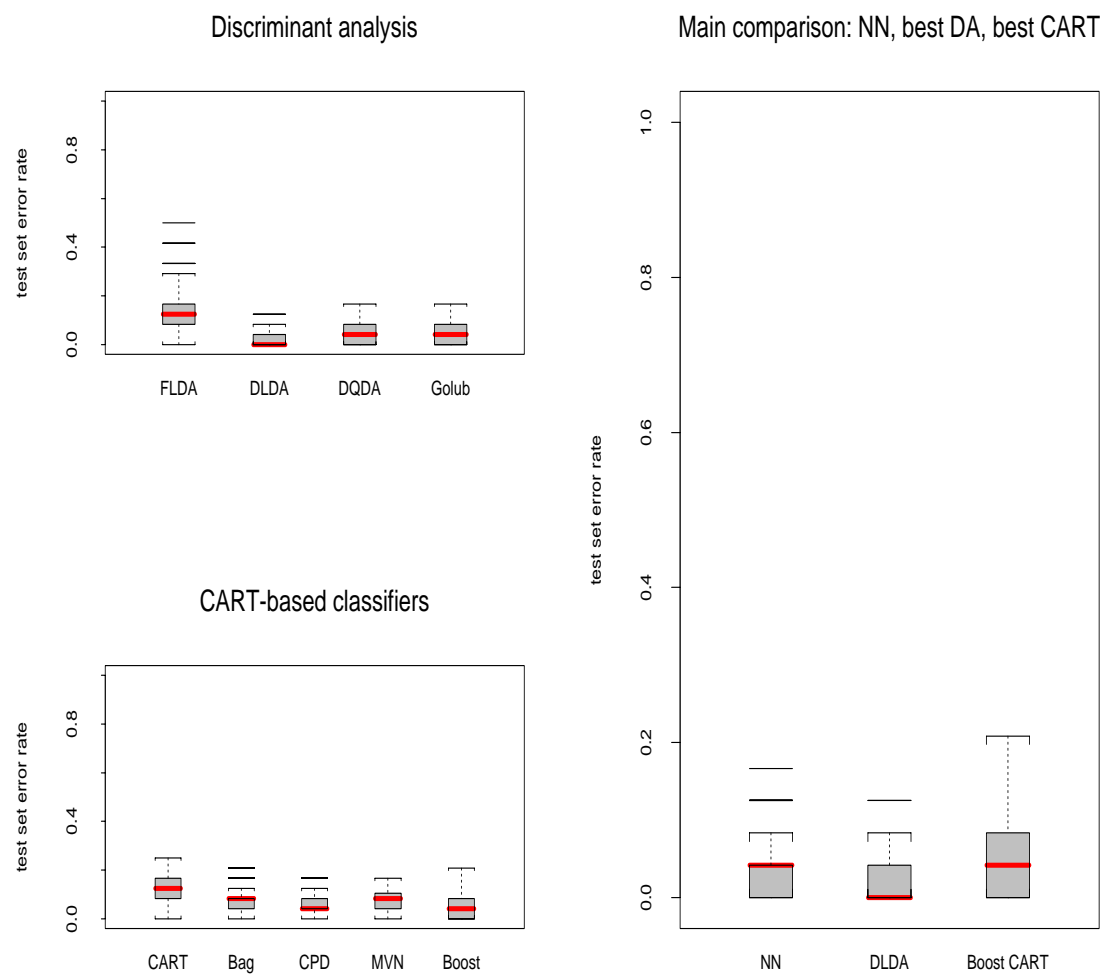 Discriminant analysis
test set error rate
0.8
0.4
0.0
FLDA DLDA DQDA Golub
CART-based classifiers
test set error rate
0.8
0.4
0.0
CART Bag CPD MVN Boost
Main comparison: NN, best DA, best CART
test set error rate
1.0
0.8
0.6
0.4
0.2
0.0
NN DLDA Boost CART